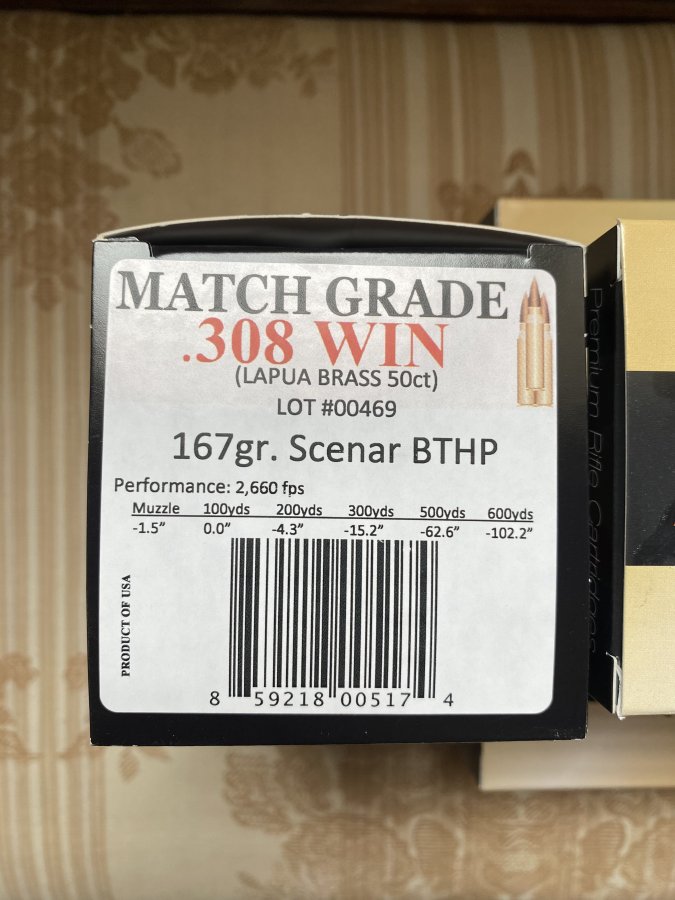 MATCH GRADE
.308 WIN
(LAPUA BRASS 50ct)
LOT #00469
167gr. Scenar BTHP
Performance: 2,660 fps
Muzzle 100yds 200yds 300yds 500yds 600yds
-1.5” 0.0” -4.3” -15.2” -62.6” -102.2”
PRODUCT OF USA
8 59218 00517 4
Premium Rifle Cartridges